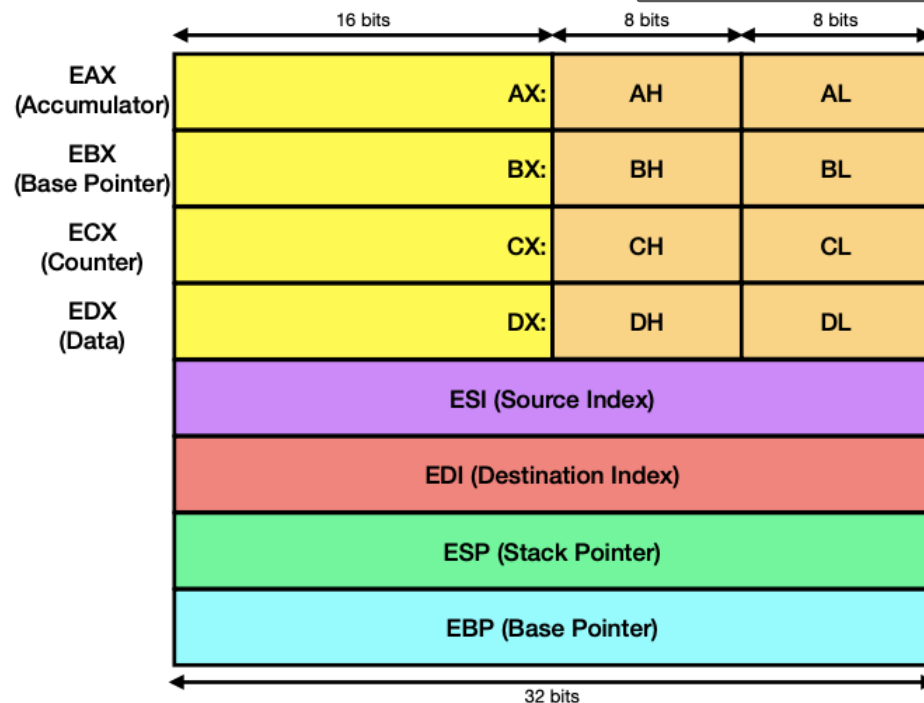 16 bits 8 bits 8 bits
EAX
(Accumulator)
AX: AH AL
EBX
(Base Pointer)
BX: BH BL
ECX
(Counter)
CX: CH CL
EDX
(Data)
DX: DH DL
ESI (Source Index)
EDI (Destination Index)
ESP (Stack Pointer)
EBP (Base Pointer)
32 bits